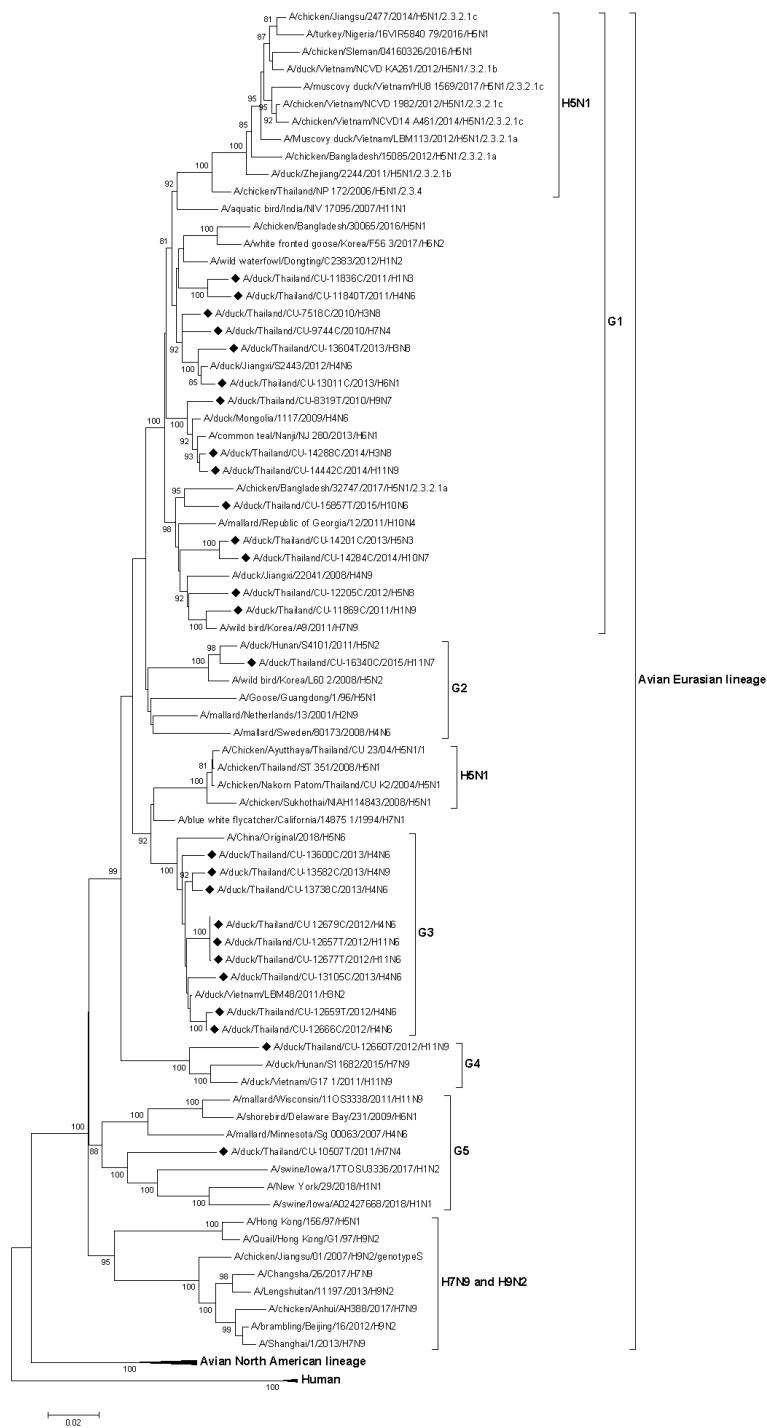 A/chicken/Jiangsu/2477/2014/H5N1/2.3.2.1c
81
A/turkey/Nigeria/16VIR5840 79/2016/H5N1
87
A/chicken/Sleman/04160326/2016/H5N1
A/duck/Vietnam/NCVD KA261/2012/H5N1/.3.2.1b
A/muscovy duck/Vietnam/HU8 1569/2017/H5N1/2.3.2.1c
95
A/chicken/Vietnam/NCVD 1982/2012/H5N1/2.3.2.1c
95
H5N1
A/chicken/Vietnam/NCVD14 A461/2014/H5N1/2.3.2.1c
92
85
A/Muscovy duck/Vietnam/LBM113/2012/H5N1/2.3.2.1a
A/chicken/Bangladesh/15085/2012/H5N1/2.3.2.1a
100
A/duck/Zhejiang/2244/2011/H5N1/2.3.2.1b
92
A/chicken/Thailand/NP 172/2006/H5N1/2.3.4
A/aquatic bird/India/NIV 17095/2007/H11N1
100
A/chicken/Bangladesh/30065/2016/H5N1
81
A/white fronted goose/Korea/F56 3/2017/H6N2
A/wild waterfowl/Dongting/C2383/2012/H1N2
A/duck/Thailand/CU-11836C/2011/H1N3
100
A/duck/Thailand/CU-11840T/2011/H4N6
A/duck/Thailand/CU-7518C/2010/H3N8
G1
A/duck/Thailand/CU-9744C/2010/H7N4
92
A/duck/Thailand/CU-13604T/2013/H3N8
100
A/duck/Jiangxi/S2443/2012/H4N6
85
A/duck/Thailand/CU-13011C/2013/H6N1
A/duck/Thailand/CU-8319T/2010/H9N7
100
100
A/duck/Mongolia/1117/2009/H4N6
92
A/common teal/Nanji/NJ 280/2013/H6N1
93
A/duck/Thailand/CU-14288C/2014/H3N8
A/duck/Thailand/CU-14442C/2014/H11N9
95
A/chicken/Bangladesh/32747/2017/H5N1/2.3.2.1a
A/duck/Thailand/CU-15857T/2015/H10N6
98
A/mallard/Republic of Georgia/12/2011/H10N4
100
A/duck/Thailand/CU-14201C/2013/H5N3
A/duck/Thailand/CU-14284C/2014/H10N7
A/duck/Jiangxi/22041/2008/H4N9
92
A/duck/Thailand/CU-12205C/2012/H5N8
A/duck/Thailand/CU-11869C/2011/H1N9
100
A/wild bird/Korea/A9/2011/H7N9
98
A/duck/Hunan/S4101/2011/H5N2
100
A/duck/Thailand/CU-16340C/2015/H11N7
A/wild bird/Korea/L60 2/2008/H5N2
G2
Avian Eurasian lineage
A/Goose/Guangdong/1/96/H5N1
A/mallard/Netherlands/13/2001/H2N9
A/mallard/Sweden/80173/2008/H4N6
A/Chicken/Ayutthaya/Thailand/CU 23/04/H5N1/1
81
A/chicken/Thailand/ST 351/2008/H5N1
H5N1
100
A/chicken/Nakorn Patom/Thailand/CU K2/2004/H5N1
A/chicken/Sukhothai/NIAH114843/2008/H5N1
92
A/blue white flycatcher/California/14875 1/1994/H7N1
A/China/Original/2018/H5N6
A/duck/Thailand/CU-13600C/2013/H4N6
99
100
92
A/duck/Thailand/CU-13582C/2013/H4N9
A/duck/Thailand/CU-13738C/2013/H4N6
A/duck/Thailand/CU 12679C/2012/H4N6
G3
100
A/duck/Thailand/CU-12657T/2012/H11N6
A/duck/Thailand/CU-12677T/2012/H11N6
A/duck/Thailand/CU-13105C/2013/H4N6
A/duck/Vietnam/LBM48/2011/H3N2
A/duck/Thailand/CU-12659T/2012/H4N6
100
A/duck/Thailand/CU-12666C/2012/H4N6
A/duck/Thailand/CU-12660T/2012/H11N9
100
A/duck/Hunan/S11682/2015/H7N9
G4
100
A/duck/Vietnam/G17 1/2011/H11N9
100
A/mallard/Wisconsin/11OS3338/2011/H11N9
100
A/shorebird/Delaware Bay/231/2009/H6N1
100
A/mallard/Minnesota/Sg 00063/2007/H4N6
88
G5
A/duck/Thailand/CU-10507T/2011/H7N4
100
A/swine/Iowa/17TOSU3336/2017/H1N2
100
A/New York/29/2018/H1N1
100
A/swine/Iowa/A02427668/2018/H1N1
100
A/Hong Kong/156/97/H5N1
A/Quail/Hong Kong/G1/97/H9N2
95
A/chicken/Jiangsu/01/2007/H9N2/genotypeS
98
A/Changsha/26/2017/H7N9
H7N9 and H9N2
100
A/Lengshuitan/11197/2013/H9N2
100
A/chicken/Anhui/AH388/2017/H7N9
99
A/brambling/Beijing/16/2012/H9N2
A/Shanghai/1/2013/H7N9
100
Avian North American lineage
100
Human
0.02